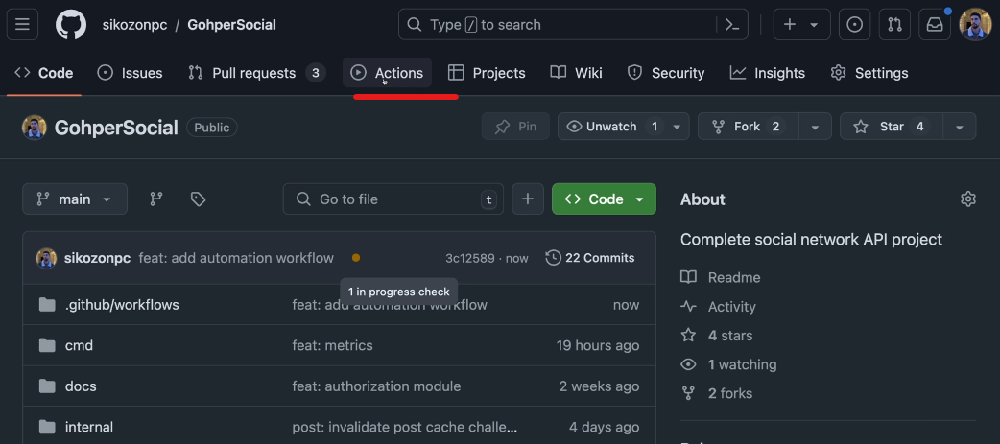 sikozonpc / GohperSocial
Type / to search
Code
Issues
Pull requests 3
Actions
Projects
Wiki
Security
Insights
Settings
GohperSocial Public
Pin
Unwatch 1
Fork 2
Star 4
main
Go to file t
Code
About
Complete social network API project
sikozonpc feat: add automation workflow
3c12589 · now
22 Commits
1 in progress check
.github/workflows feat: add automation workflow now
cmd feat: metrics 19 hours ago
docs feat: authorization module 2 weeks ago
internal post: invalidate post cache challe... 4 days ago
Readme
Activity
4 stars
1 watching
2 forks